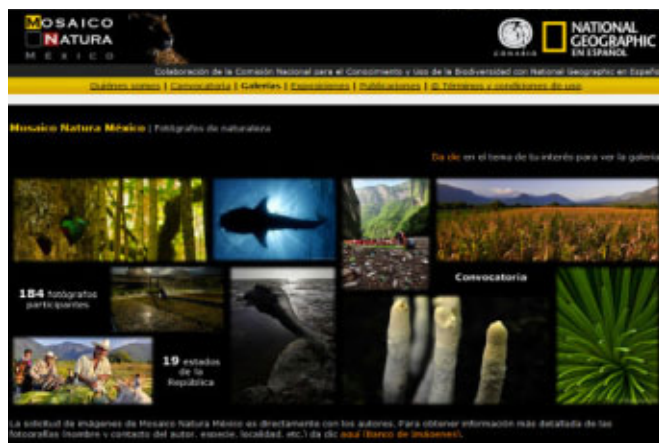 MOSAICO
NATURA
MÉXICO
conabio
NATIONAL
GEOGRAPHIC
EN ESPAÑOL
Colaboración de la Comisión Nacional para el Conocimiento y Uso de la Biodiversidad con National Geographic en Español
Quiénes somos | Convocatoria | Galerías | Exposiciones | Publicaciones | © Términos y condiciones de uso
Mosaico Natura México | Fotógrafos de naturaleza
Da clic en el tema de tu interés para ver la galería
Convocatoria
184 fotógrafos
participantes
19 estados
de la
República
La solicitud de imágenes de Mosaico Natura México es directamente con los autores. Para obtener información más detallada de las
fotografías (nombre y contacto del autor, especie, localidad, etc.) da clic aquí (Banco de imágenes).